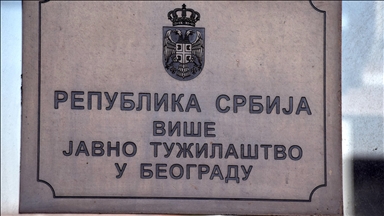 РЕПУБЛИКА СРБИЈА
ВИШЕ
ЈАВНО ТУЖИЛАШТВО
У БЕОГРАДУ